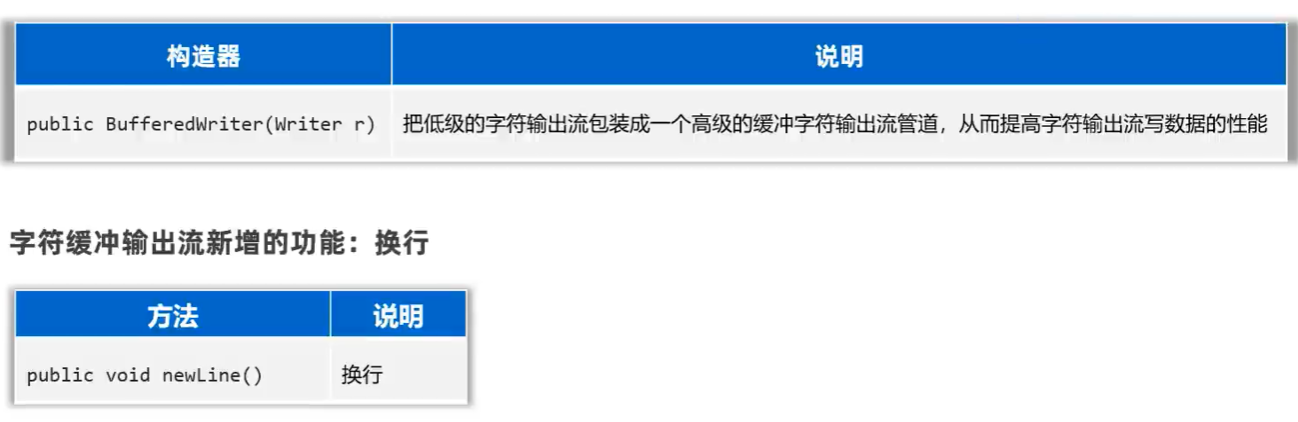 构造器 说明
public BufferedWriter(Writer r) 把低级的字符输出流包装成一个高级的缓冲字符输出流管道，从而提高字符输出流写数据的性能
字符缓冲输出流新增的功能：换行
方法 说明
public void newLine() 换行